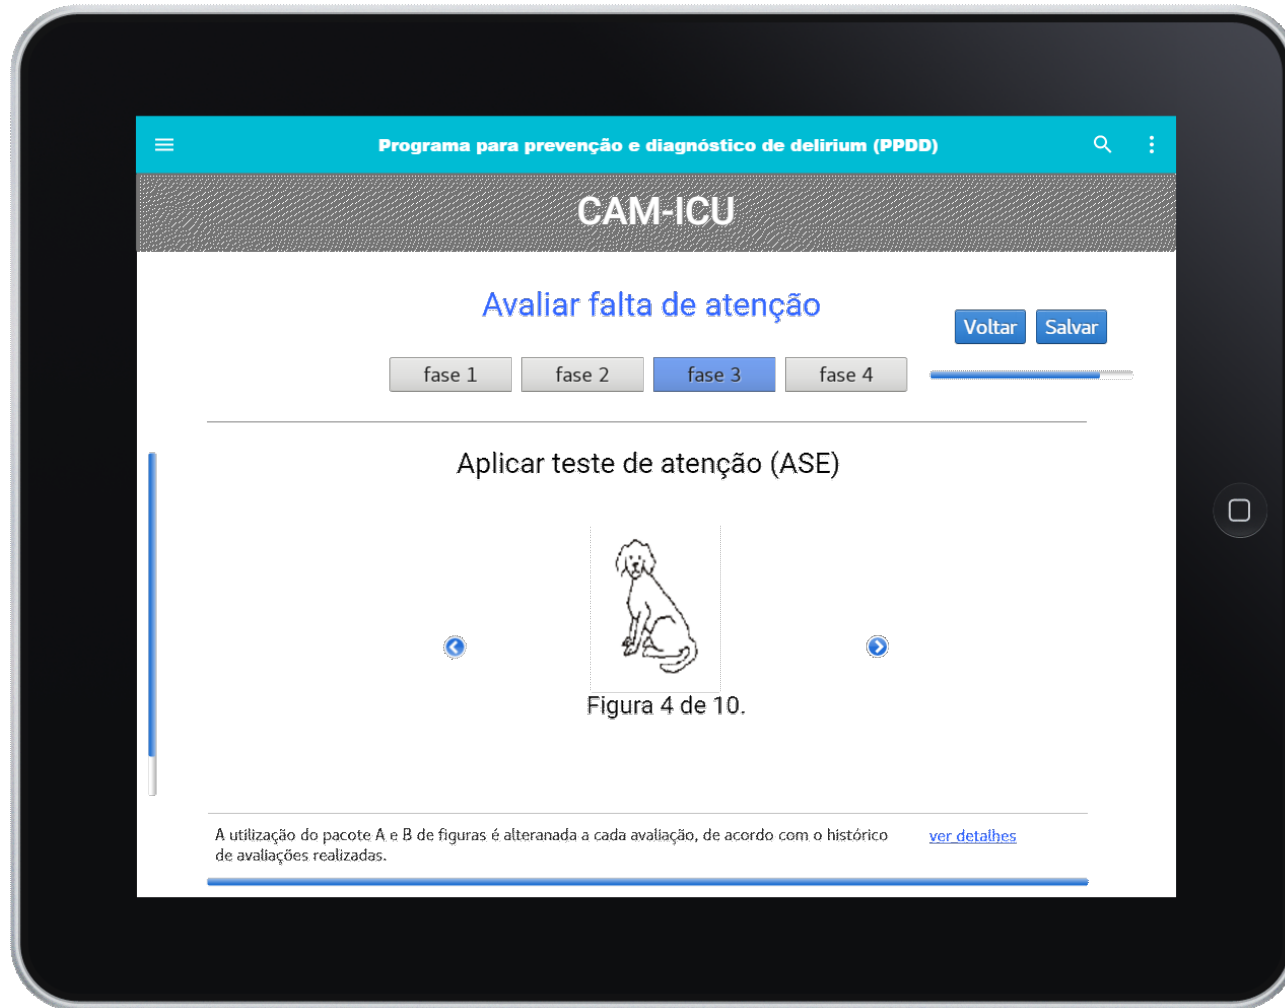 Programa para prevenção e diagnóstico de delirium (PPDD)
CAM-ICU
Avaliar falta de atenção
Voltar Salvar
fase 1 fase 2 fase 3 fase 4
Aplicar teste de atenção (ASE)
Figura 4 de 10.
A utilização do pacote A e B de figuras é alteranada a cada avaliação, de acordo com o histórico
de avaliações realizadas.
ver detalhes